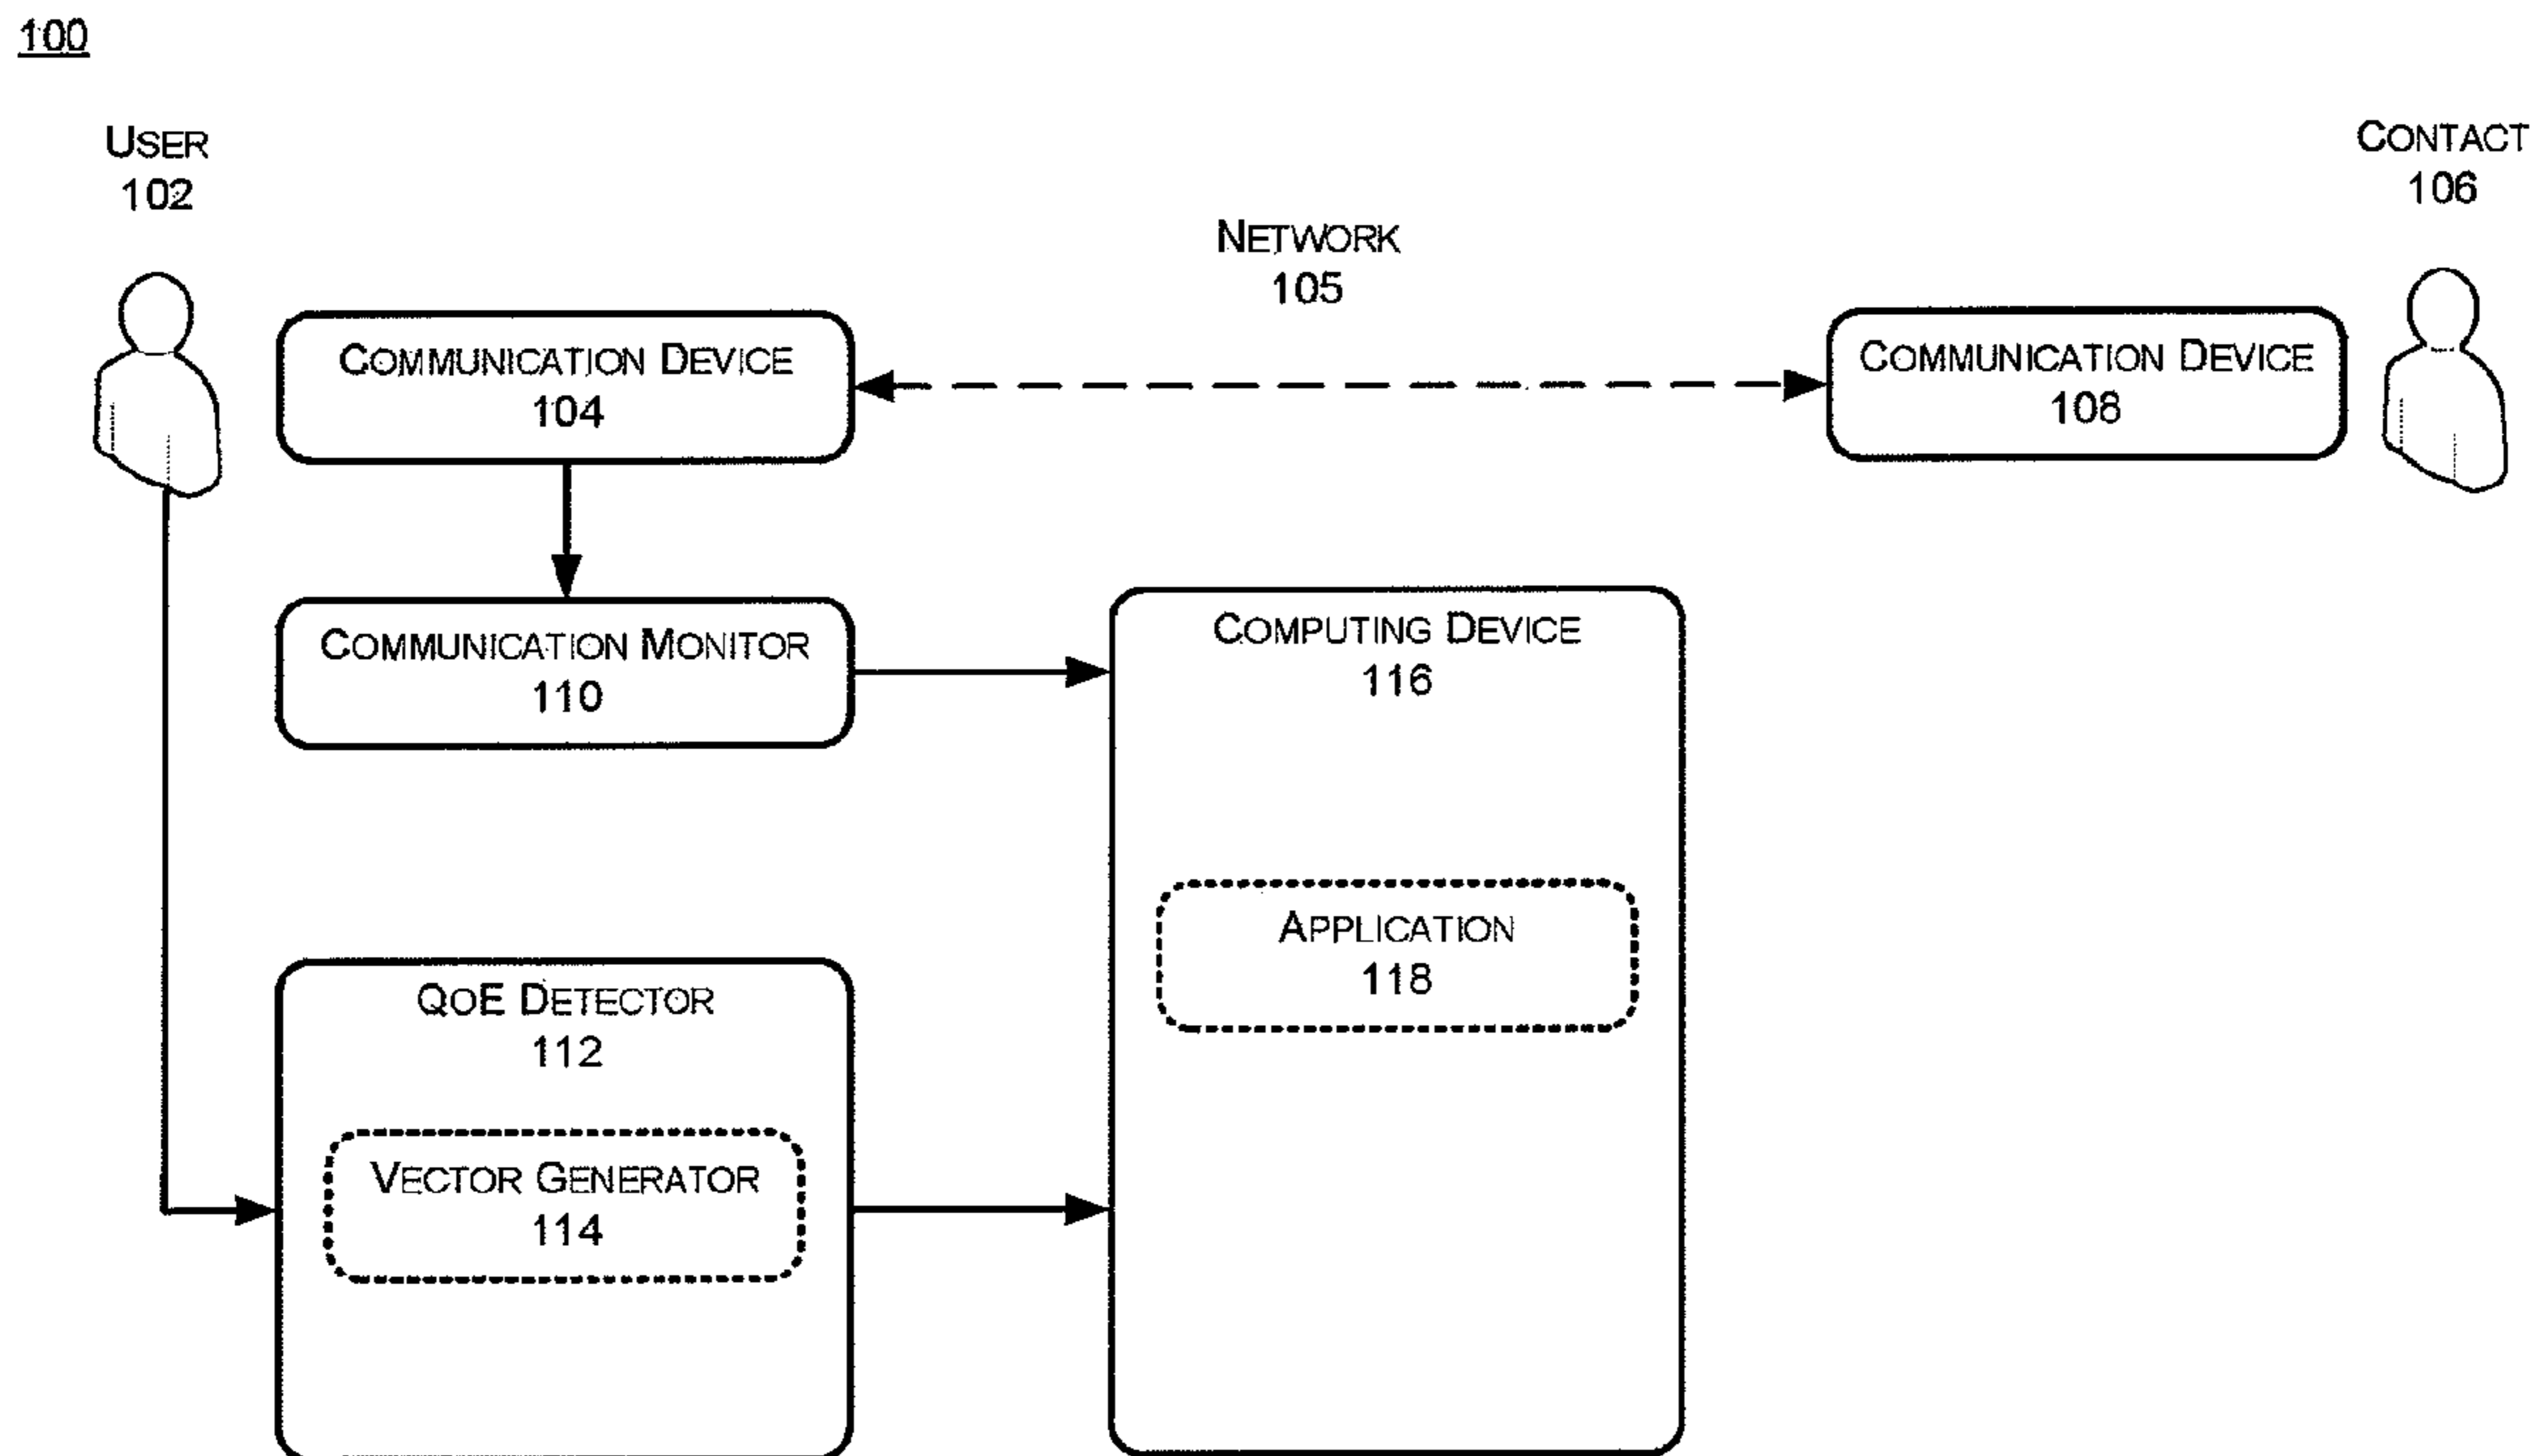 100
USER
102
CONTACT
106
NETWORK
105
COMMUNICATION DEVICE
104
COMMUNICATION DEVICE
108
COMMUNICATION MONITOR
110
COMPUTING DEVICE
116
APPLICATION
118
QOE DETECTOR
112
VECTOR GENERATOR
114